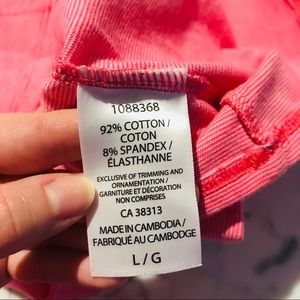 1088368
92% COTTON /
COTON
8% SPANDEX /
ÉLASTHANNE
EXCLUSIVE OF TRIMMING AND
ORNAMENTATION /
GARNITURE ET DÉCORATION
NON COMPRISES
CA 38313
MADE IN CAMBODIA /
FABRIQUÉ AU CAMBODGE
L / G